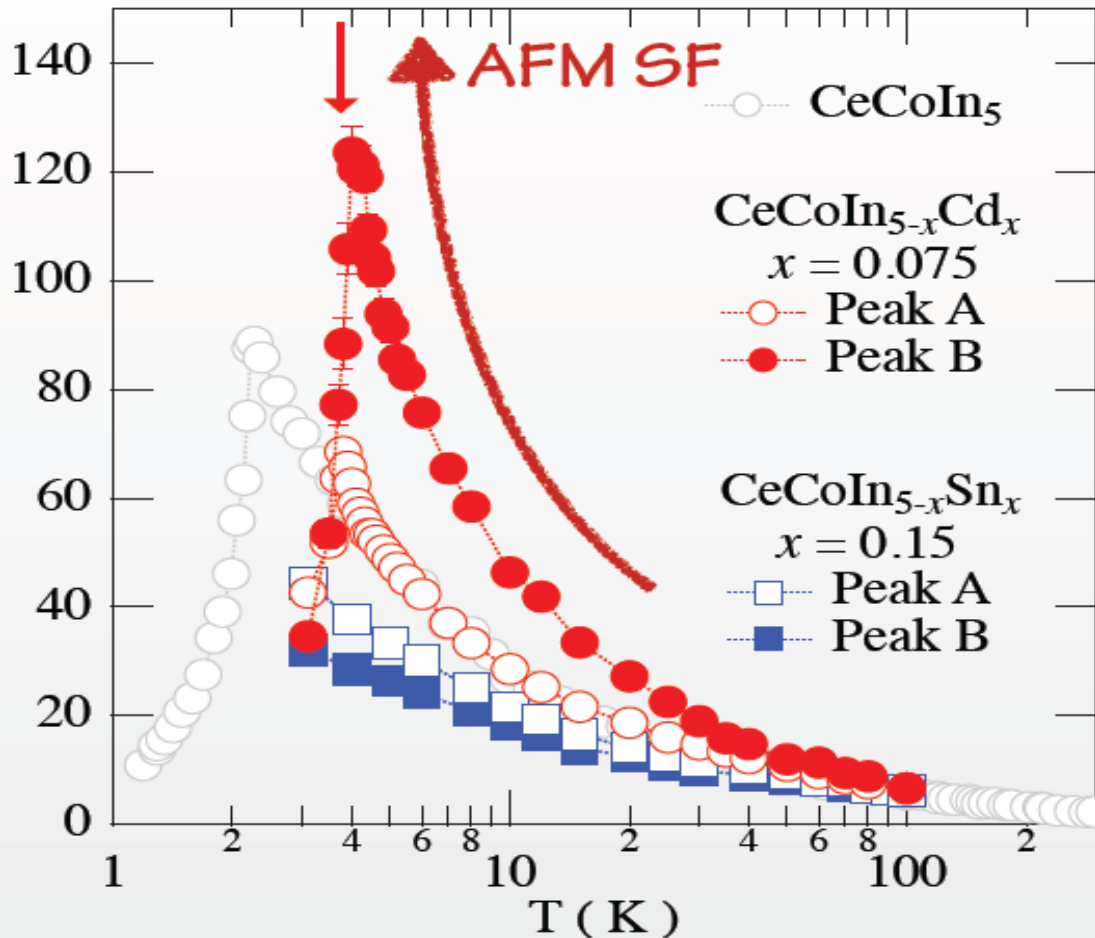 140
120
100
80
60
40
20
0
AFM SF
CeCoIn5
CeCoIn5-xCdx
x = 0.075
Peak A
Peak B
CeCoIn5-xSnx
x = 0.15
Peak A
Peak B
2 4 6 8 2 4 6 8 2
1 10 100
T ( K )